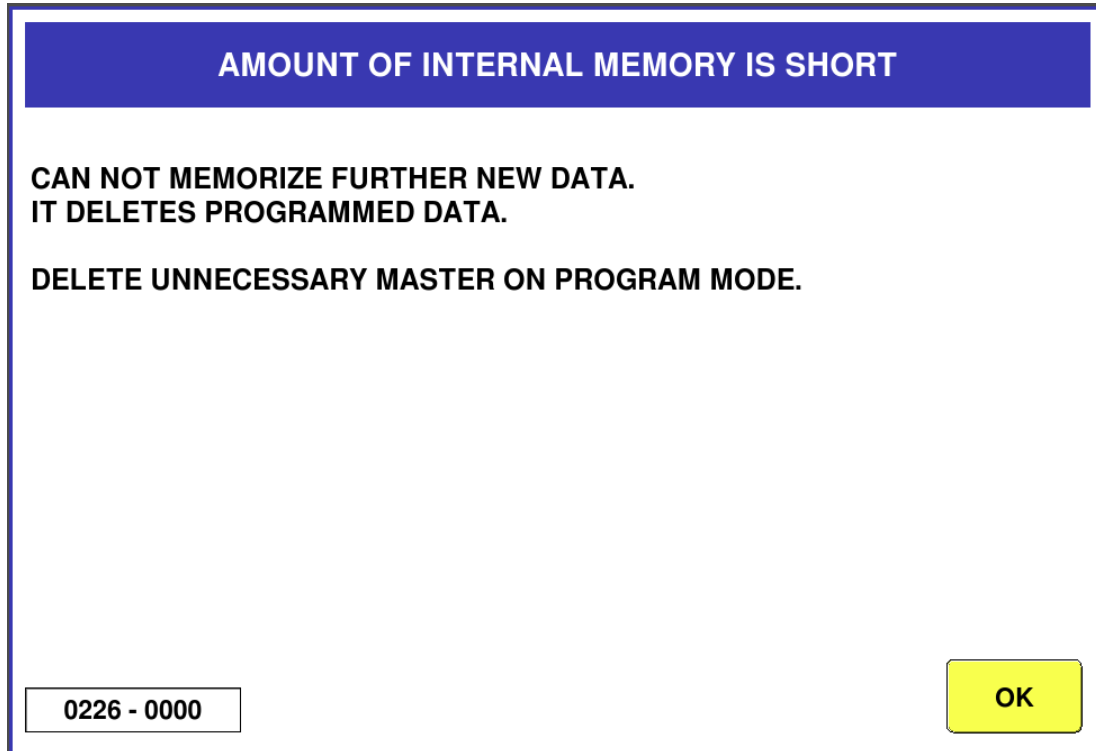 AMOUNT OF INTERNAL MEMORY IS SHORT
CAN NOT MEMORIZE FURTHER NEW DATA.
IT DELETES PROGRAMMED DATA.
DELETE UNNECESSARY MASTER ON PROGRAM MODE.
0226 - 0000
OK